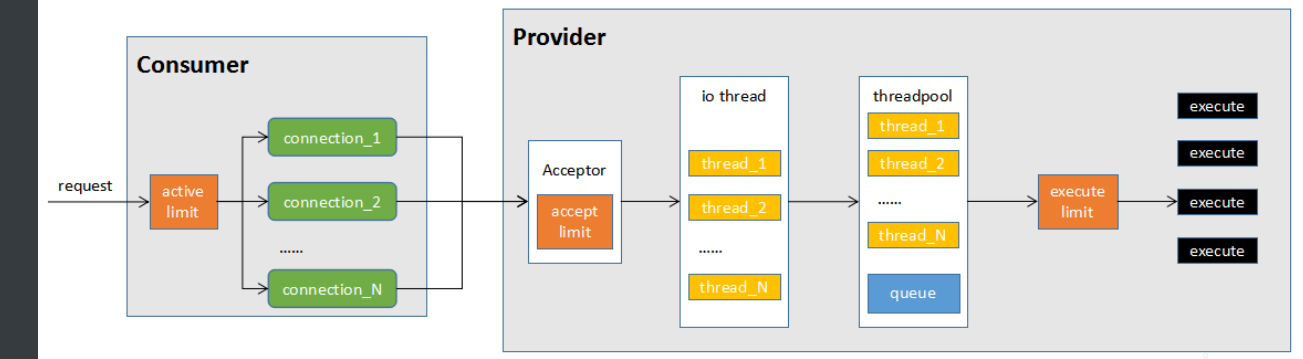 Provider
Consumer
request
active
limit
connection_1
connection_2
......
connection_N
Acceptor
accept
limit
io thread
thread_1
thread_2
......
thread_N
threadpool
thread_1
thread_2
......
thread_N
queue
execute
limit
execute
execute
execute
execute